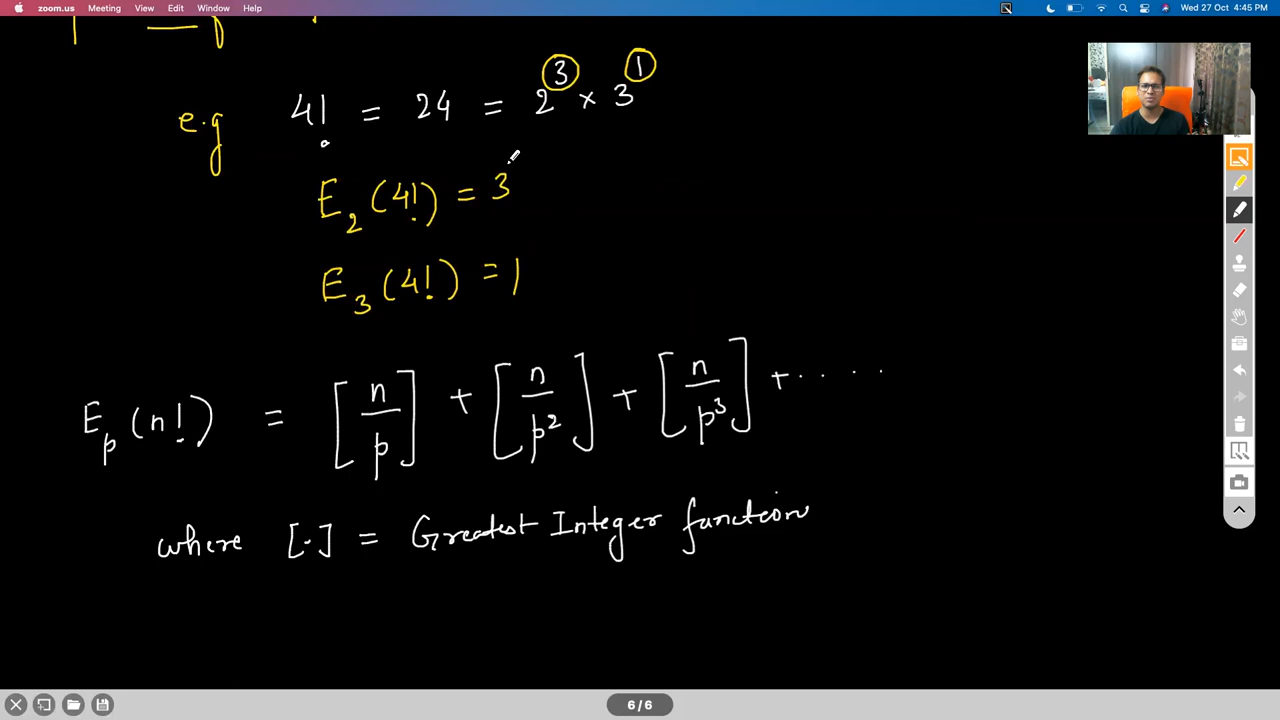 zoom.us Meeting View Edit Window Help Wed 27 Oct 4:45 PM
e.g 4! = 24 = 2^3 × 3^1
E_2 (4!) = 3
E_3 (4!) = 1
E_p (n!) = [n/p] + [n/p^2] + [n/p^3] + . . . . .
where [.] = Greatest Integer function
6 / 6